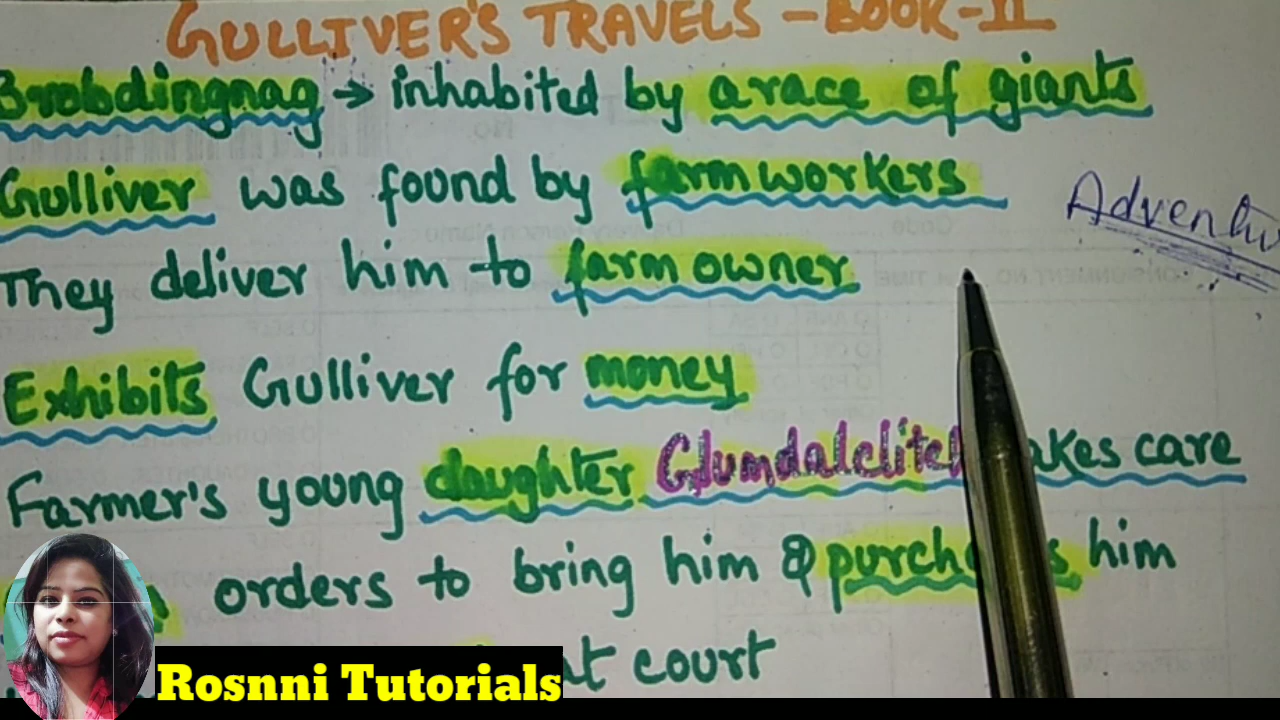 GULLIVER'S TRAVELS - BOOK-II
Brobdingnag → inhabited by a race of giants
Gulliver was found by farm workers
They deliver him to farm owner
Adventu
Exhibits Gulliver for money
Farmer's young daughter Glumdalclitch takes care
orders to bring him & purchases him
at court
Rosnni Tutorials